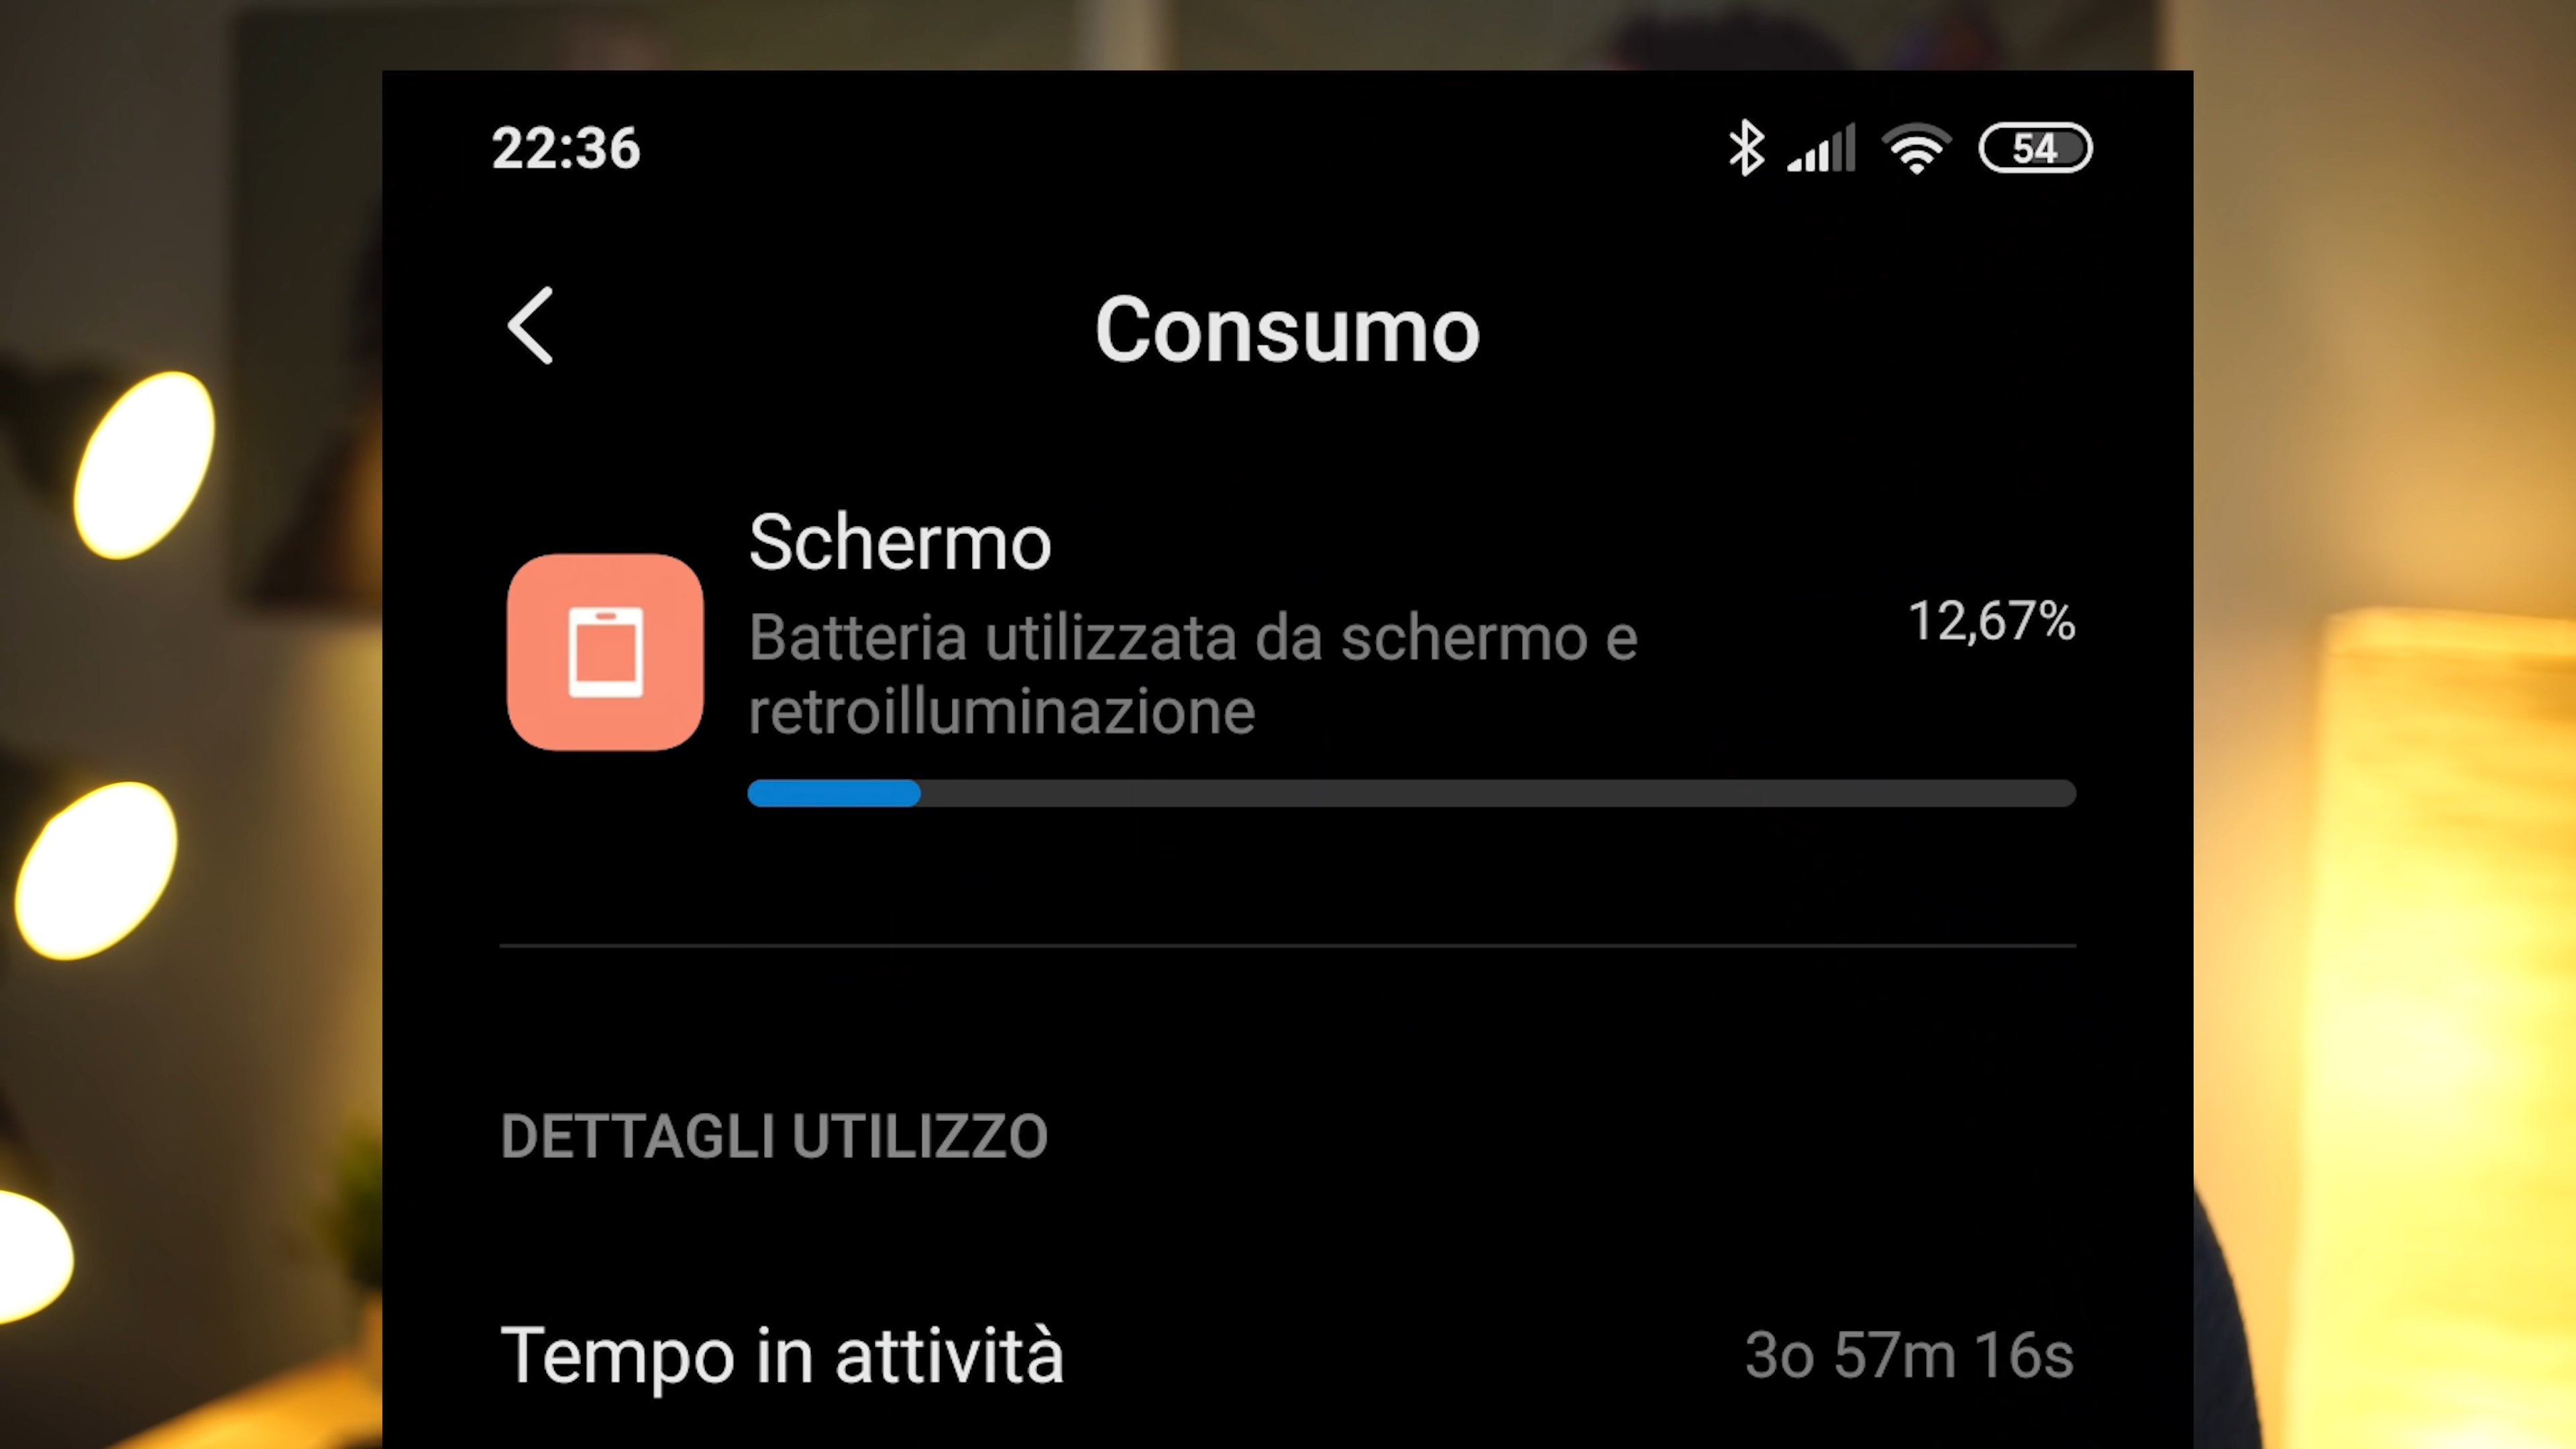 22:36
54
Consumo
Schermo
Batteria utilizzata da schermo e
retroilluminazione
12,67%
DETTAGLI UTILIZZO
Tempo in attività
3o 57m 16s